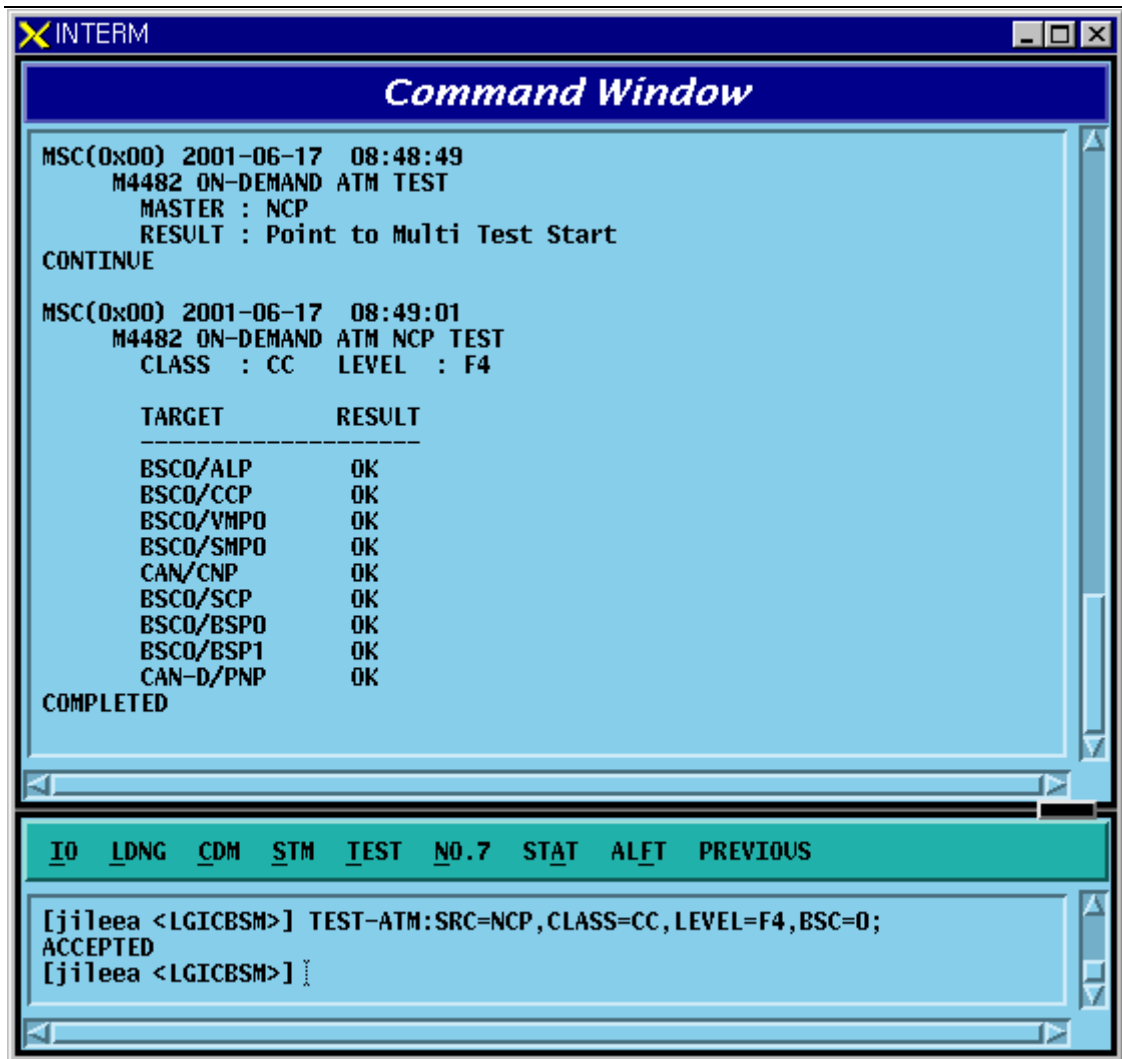 INTERM
Command Window
MSC(0x00) 2001-06-17 08:48:49
M4482 ON-DEMAND ATM TEST
MASTER : NCP
RESULT : Point to Multi Test Start
CONTINUE
MSC(0x00) 2001-06-17 08:49:01
M4482 ON-DEMAND ATM NCP TEST
CLASS : CC LEVEL : F4
TARGET RESULT
--------------------
BSC0/ALP OK
BSC0/CCP OK
BSC0/VMP0 OK
BSC0/SMP0 OK
CAN/CNP OK
BSC0/SCP OK
BSC0/BSP0 OK
BSC0/BSP1 OK
CAN-D/PNP OK
COMPLETED
IO LDNG CDM STM TEST NO.7 STAT ALFT PREVIOUS
[jileea <LGICBSM>] TEST-ATM:SRC=NCP,CLASS=CC,LEVEL=F4,BSC=0;
ACCEPTED
[jileea <LGICBSM>]